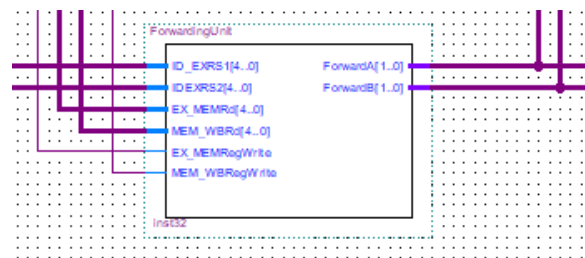 ForwardingUnit
ID_EXRS1[4..0] ForwardA[1..0]
IDEXRS2[4..0] ForwardB[1..0]
EX_MEMRd[4..0]
MEM_WBRd[4..0]
EX_MEMRegWrite
MEM_WBRegWrite
inst32